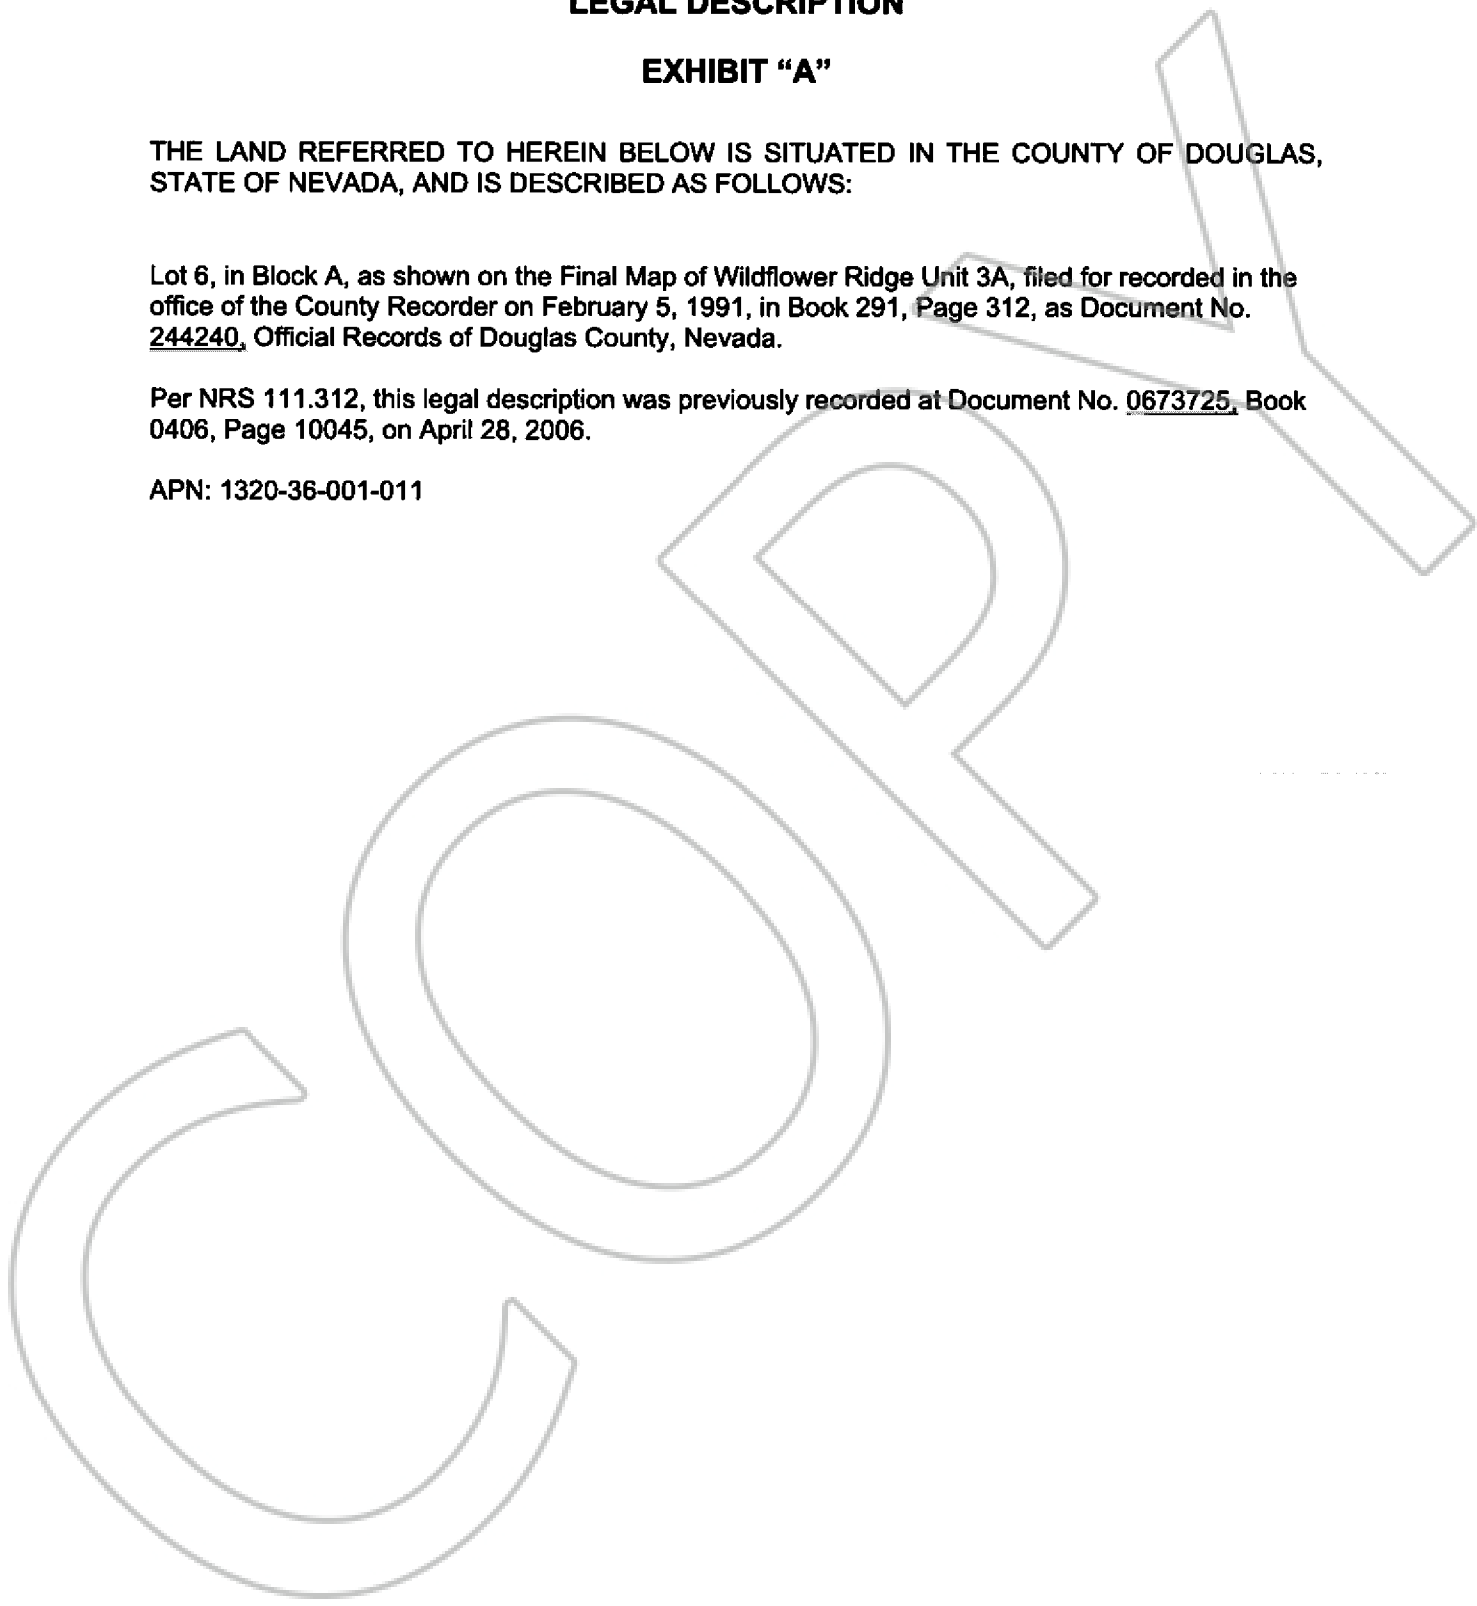 LEGAL DESCRIPTION
EXHIBIT “A”
THE LAND REFERRED TO HEREIN BELOW IS SITUATED IN THE COUNTY OF DOUGLAS,
STATE OF NEVADA, AND IS DESCRIBED AS FOLLOWS:
Lot 6, in Block A, as shown on the Final Map of Wildflower Ridge Unit 3A, filed for recorded in the
office of the County Recorder on February 5, 1991, in Book 291, Page 312, as Document No.
244240, Official Records of Douglas County, Nevada.
Per NRS 111.312, this legal description was previously recorded at Document No. 0673725, Book
0406, Page 10045, on April 28, 2006.
APN: 1320-36-001-011
COPY